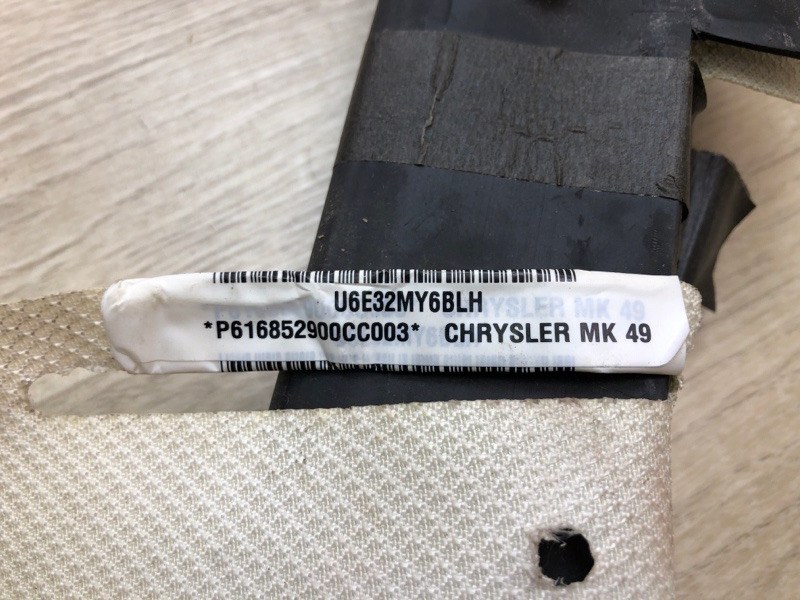 U6E32MY6BLH
*P616852900CC003* CHRYSLER MK 49